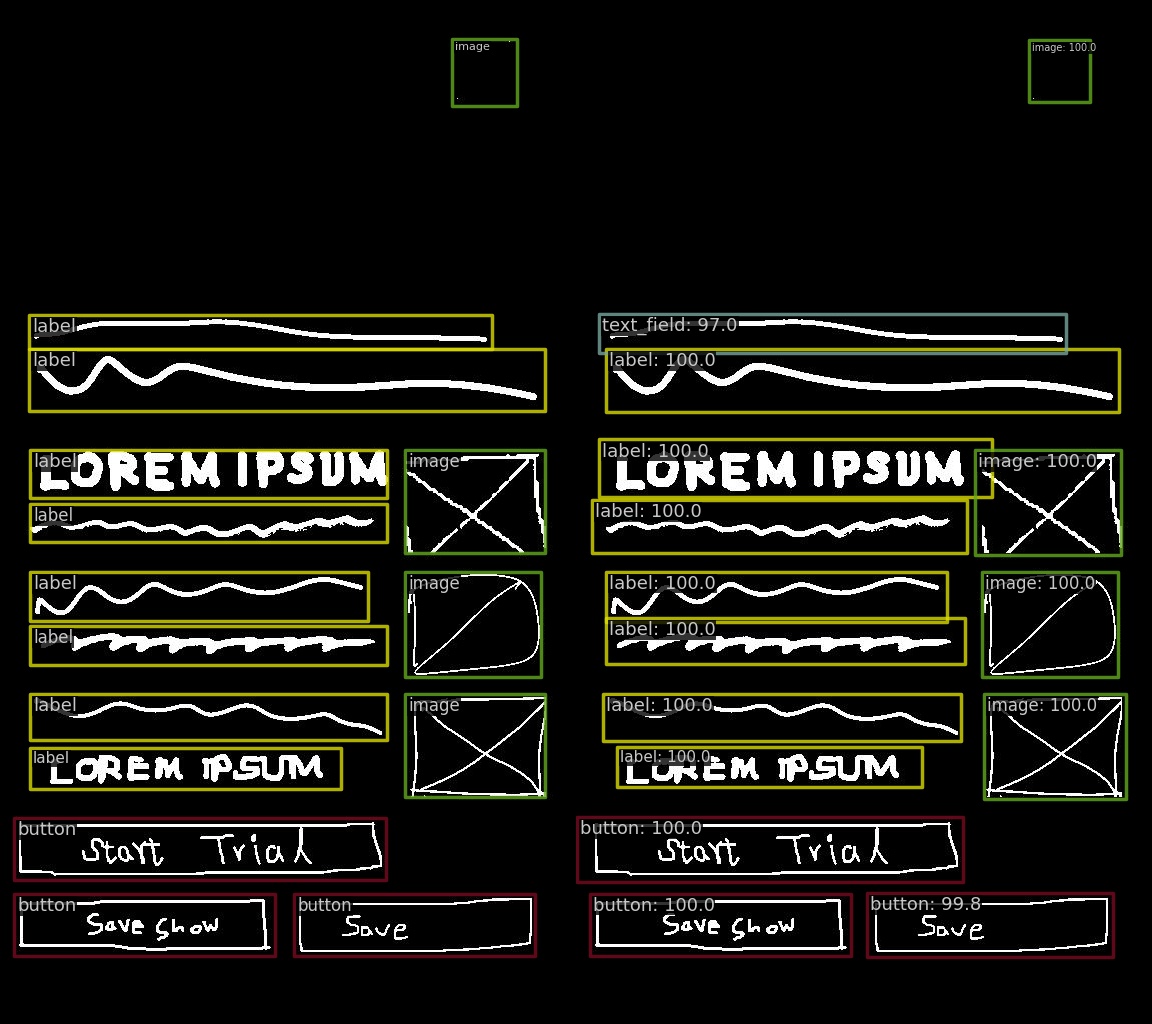 image image: 100.0
label text_field: 97.0
label label: 100.0
label LOREM IPSUM image label: 100.0 LOREM IPSUM image: 100.0
label label: 100.0
label image label: 100.0 image: 100.0
label label: 100.0
label image label: 100.0 image: 100.0
label LOREM IPSUM label: 100.0 LOREM IPSUM
button Start Trial button: 100.0 Start Trial
button Save Show button Save button: 100.0 Save Show button: 99.8 Save